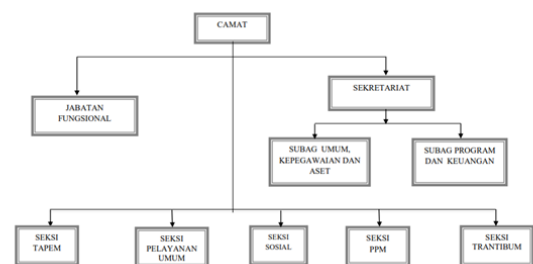 CAMAT
SEKRETARIAT
JABATAN
FUNGSIONAL
SUBAG UMUM,
KEPEGAWAIAN DAN
ASET
SUBAG PROGRAM
DAN KEUANGAN
SEKSI
TAPEM
SEKSI
PELAYANAN
UMUM
SEKSI
SOSIAL
SEKSI
PPM
SEKSI
TRANTIBUM